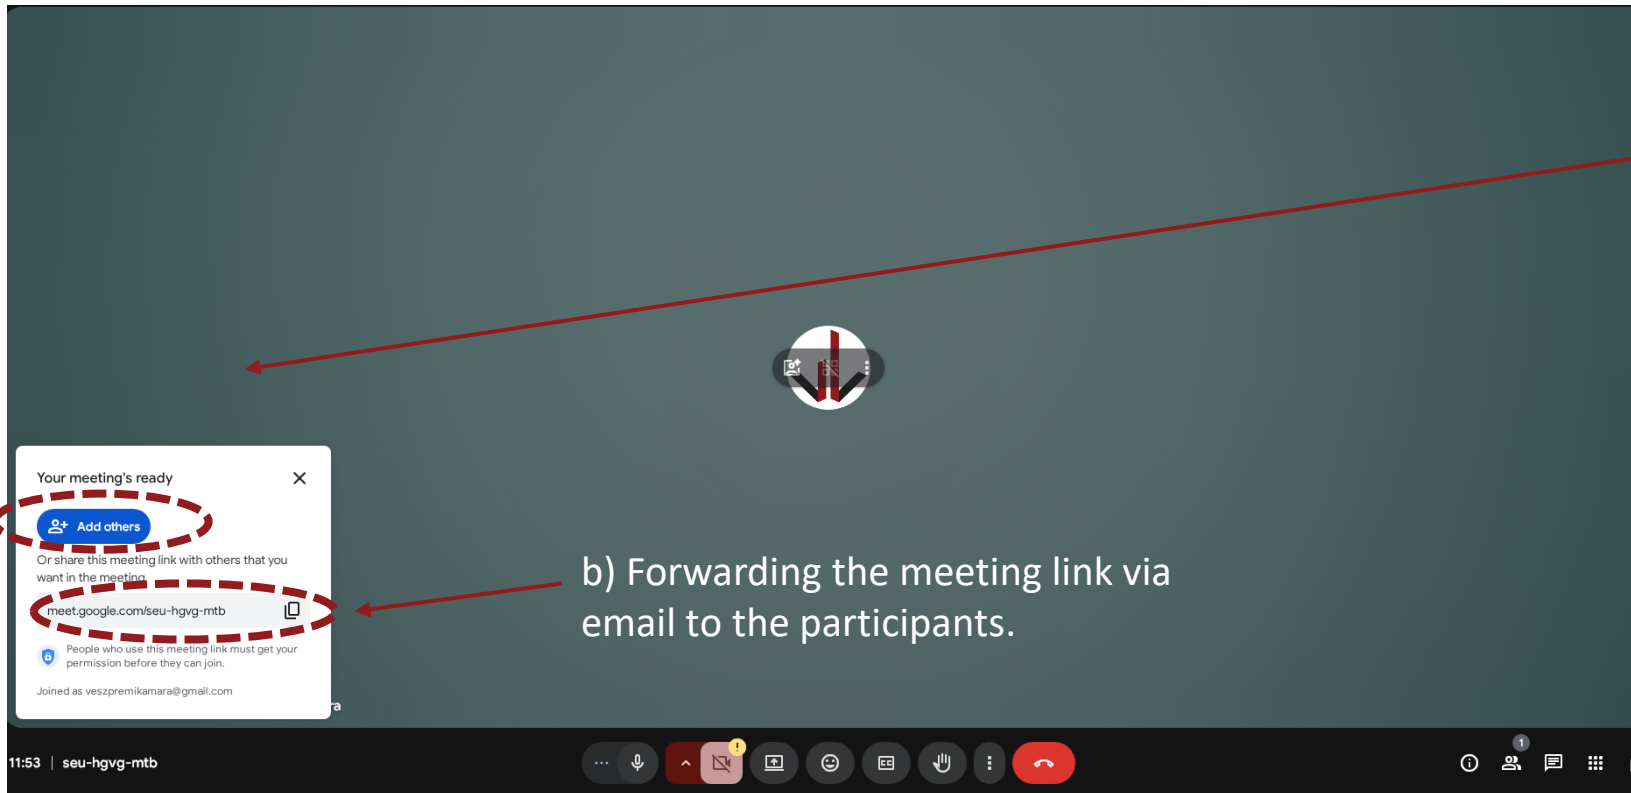 Your meeting's ready
Add others
Or share this meeting link with others that you
want in the meeting
meet.google.com/seu-hgvg-mtb
People who use this meeting link must get your
permission before they can join.
Joined as veszpremikamara@gmail.com
ra
b) Forwarding the meeting link via
email to the participants.
11:53 | seu-hgvg-mtb
!
CC
1